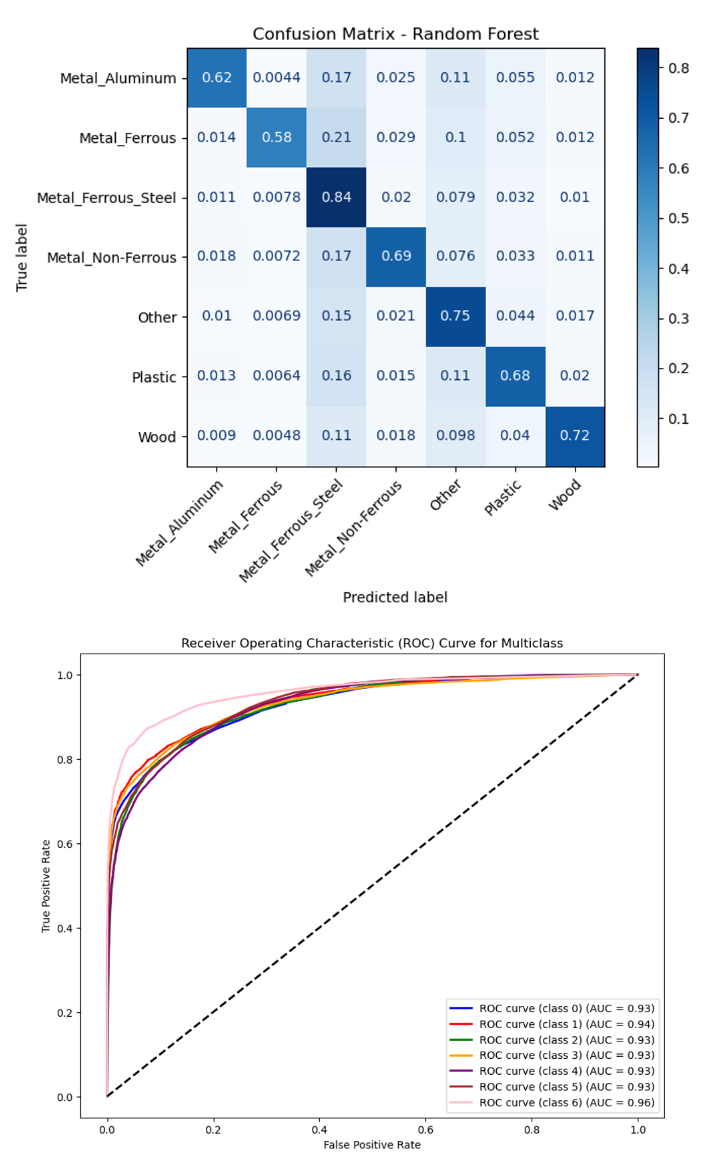 Confusion Matrix - Random Forest
Metal_Aluminum 0.62 0.0044 0.17 0.025 0.11 0.055 0.012
Metal_Ferrous 0.014 0.58 0.21 0.029 0.1 0.052 0.012
Metal_Ferrous_Steel 0.011 0.0078 0.84 0.02 0.079 0.032 0.01
Metal_Non-Ferrous 0.018 0.0072 0.17 0.69 0.076 0.033 0.011
Other 0.01 0.0069 0.15 0.021 0.75 0.044 0.017
Plastic 0.013 0.0064 0.16 0.015 0.11 0.68 0.02
Wood 0.009 0.0048 0.11 0.018 0.098 0.04 0.72
True label
Metal_Aluminum
Metal_Ferrous
Metal_Ferrous_Steel
Metal_Non-Ferrous
Other
Plastic
Wood
Predicted label
0.8
0.7
0.6
0.5
0.4
0.3
0.2
0.1
Receiver Operating Characteristic (ROC) Curve for Multiclass
True Positive Rate
1.0
0.8
0.6
0.4
0.2
0.0
ROC curve (class 0) (AUC = 0.93)
ROC curve (class 1) (AUC = 0.94)
ROC curve (class 2) (AUC = 0.93)
ROC curve (class 3) (AUC = 0.93)
ROC curve (class 4) (AUC = 0.93)
ROC curve (class 5) (AUC = 0.93)
ROC curve (class 6) (AUC = 0.96)
0.0 0.2 0.4 0.6 0.8 1.0
False Positive Rate